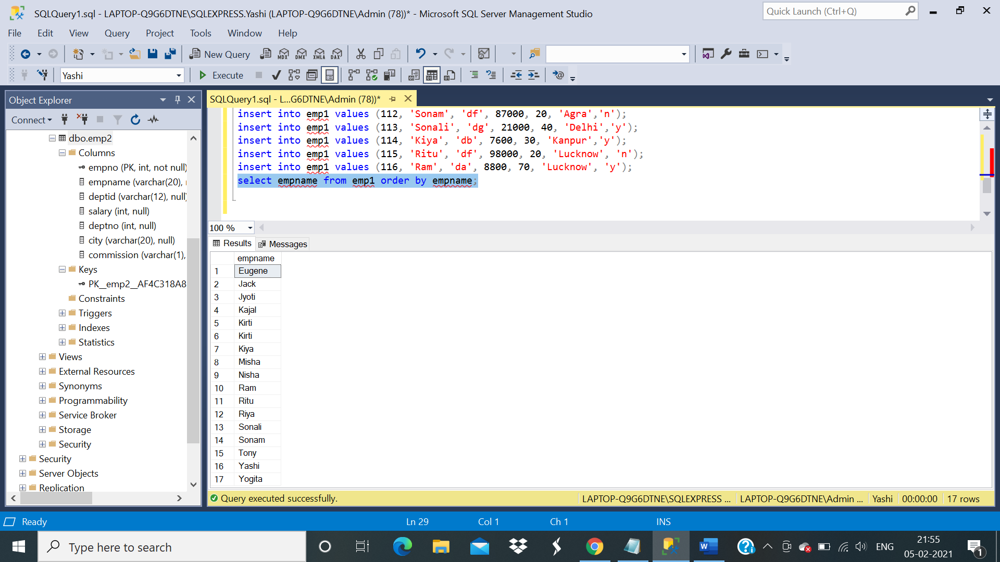 SQLQuery1.sql - LAPTOP-Q9G6DTNE\SQLEXPRESS.Yashi (LAPTOP-Q9G6DTNE\Admin (78))* - Microsoft SQL Server Management Studio
Quick Launch (Ctrl+Q)
File Edit View Query Project Tools Window Help
New Query MDX DMX XMLA DAX
Yashi Execute
Object Explorer
Connect
dbo.emp2
Columns
empno (PK, int, not null)
empname (varchar(20),
deptid (varchar(12), null)
salary (int, null)
deptno (int, null)
city (varchar(20), null)
commission (varchar(1),
Keys
PK__emp2__AF4C318A8
Constraints
Triggers
Indexes
Statistics
Views
External Resources
Synonyms
Programmability
Service Broker
Storage
Security
Security
Server Objects
Replication
SQLQuery1.sql - L...G6DTNE\Admin (78))*
insert into emp1 values (112, 'Sonam', 'df', 87000, 20, 'Agra','n');
insert into emp1 values (113, 'Sonali', 'dg', 21000, 40, 'Delhi','y');
insert into emp1 values (114, 'Kiya', 'db', 7600, 30, 'Kanpur','y');
insert into emp1 values (115, 'Ritu', 'df', 98000, 20, 'Lucknow', 'n');
insert into emp1 values (116, 'Ram', 'da', 8800, 70, 'Lucknow', 'y');
select empname from emp1 order by empname;
100 %
Results Messages
empname
1 Eugene
2 Jack
3 Jyoti
4 Kajal
5 Kirti
6 Kirti
7 Kiya
8 Misha
9 Nisha
10 Ram
11 Ritu
12 Riya
13 Sonali
14 Sonam
15 Tony
16 Yashi
17 Yogita
Query executed successfully. LAPTOP-Q9G6DTNE\SQLEXPRESS ... LAPTOP-Q9G6DTNE\Admin ... Yashi 00:00:00 17 rows
Ready Ln 29 Col 1 Ch 1 INS
Type here to search
ENG
21:55
05-02-2021
1